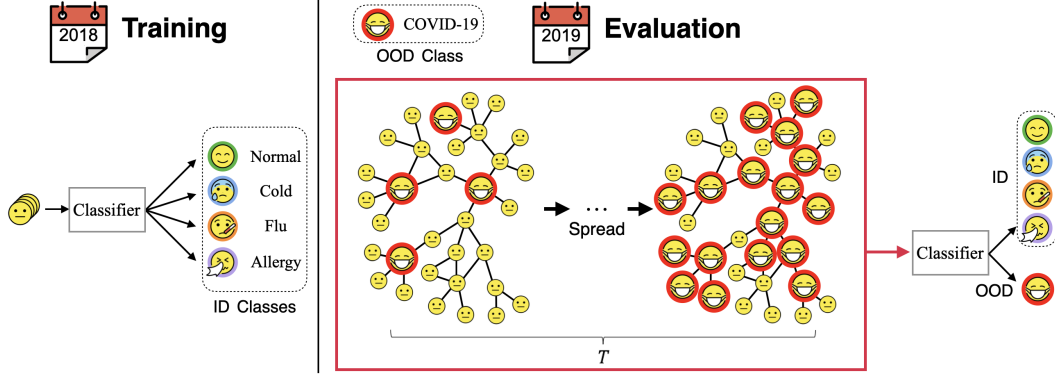 2018
Training
Classifier
Normal
Cold
Flu
Allergy
ID Classes
COVID-19
OOD Class
2019
Evaluation
...
Spread
T
Classifier
ID
OOD